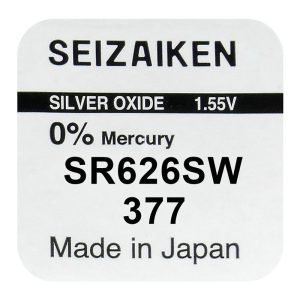 SEIZAIKEN
SILVER OXIDE 1.55V
0% Mercury
SR626SW
377
Made in Japan